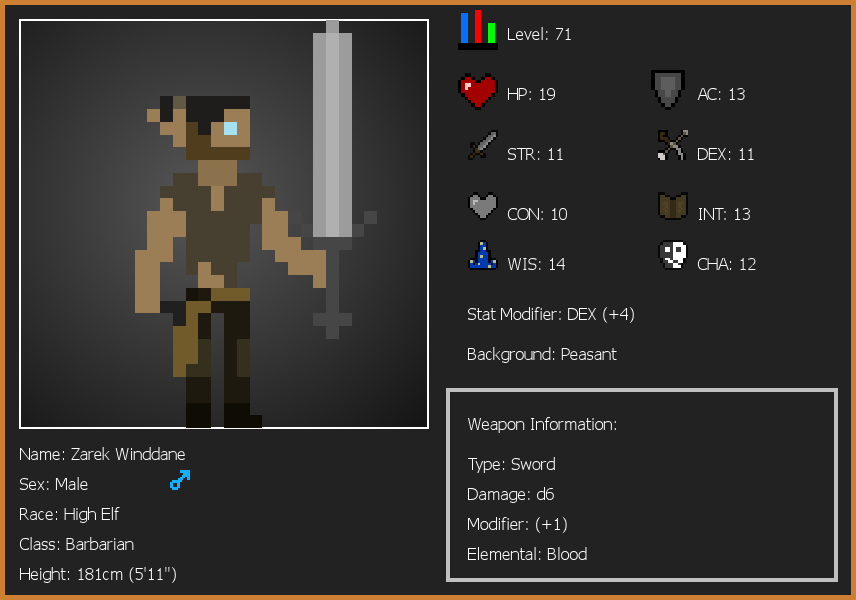 Level: 71
HP: 19
AC: 13
STR: 11
DEX: 11
CON: 10
INT: 13
WIS: 14
CHA: 12
Stat Modifier: DEX (+4)
Background: Peasant
Weapon Information:
Type: Sword
Damage: d6
Modifier: (+1)
Elemental: Blood
Name: Zarek Winddane
Sex: Male
Race: High Elf
Class: Barbarian
Height: 181cm (5'11")